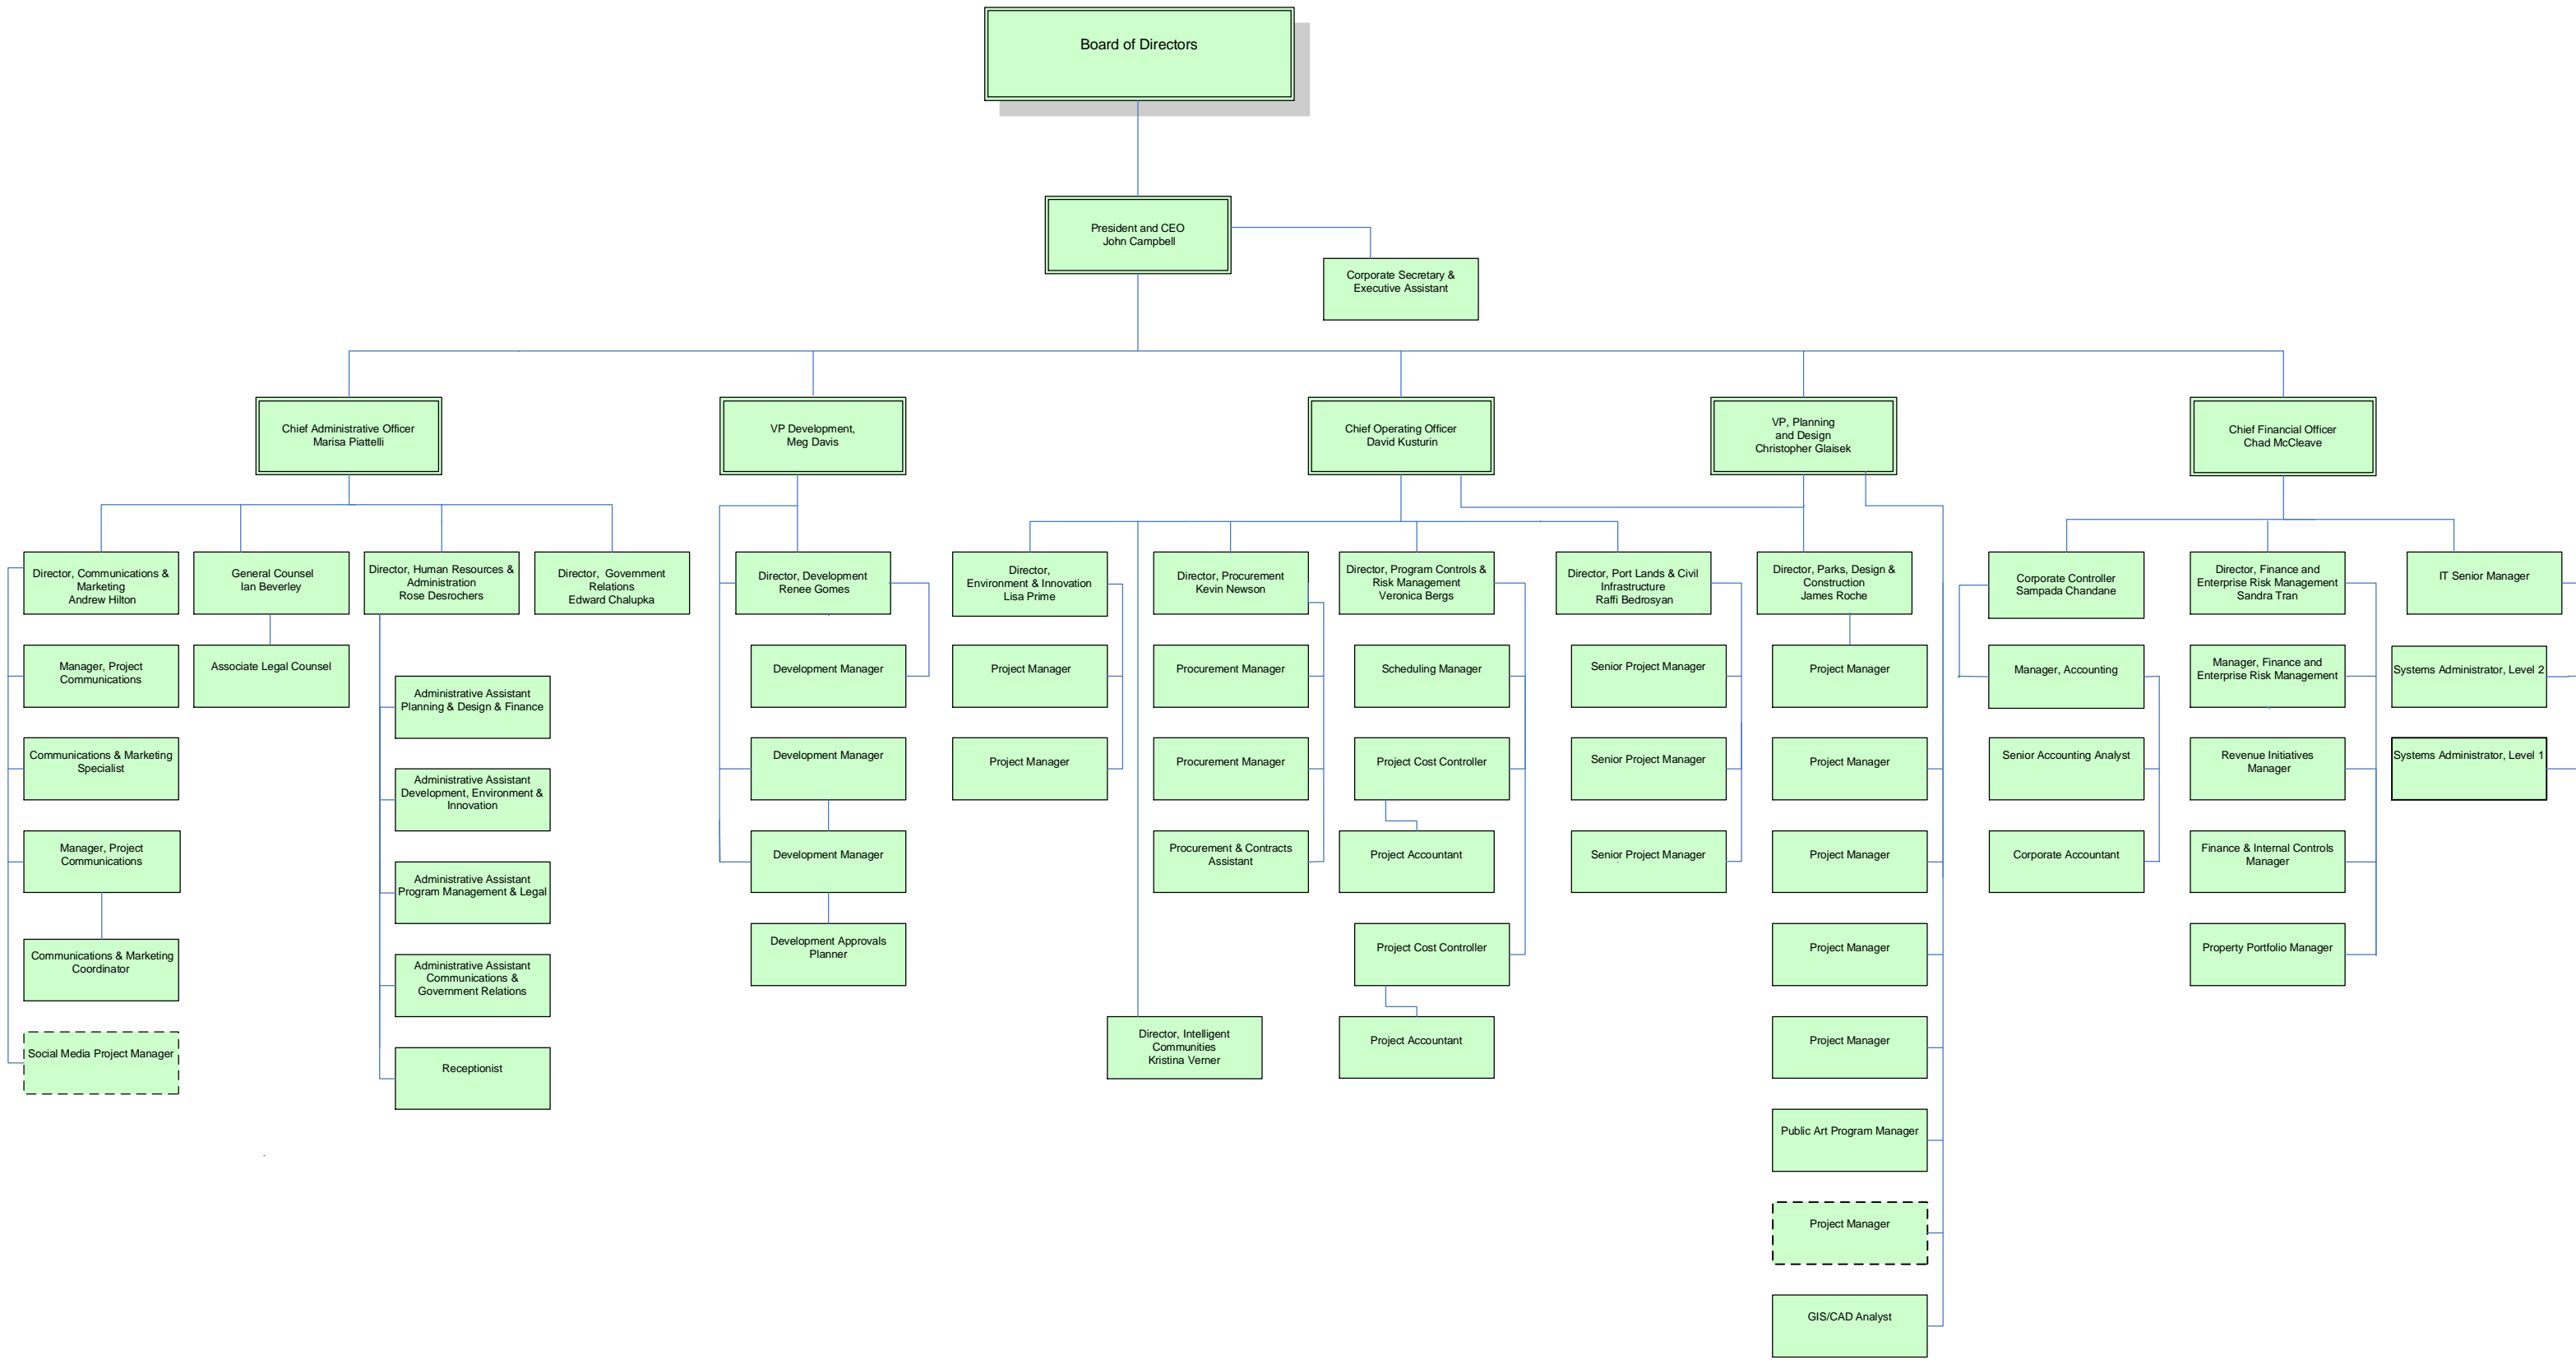 Board of Directors
President and CEO
John Campbell
Corporate Secretary &
Executive Assistant
Chief Administrative Officer
Marisa Piattelli
VP Development,
Meg Davis
Chief Operating Officer
David Kusturin
VP, Planning
and Design
Christopher Glaisek
Chief Financial Officer
Chad McCleave
Director, Communications &
Marketing
Andrew Hilton
General Counsel
Ian Beverley
Director, Human Resources &
Administration
Rose Desrochers
Director, Government
Relations
Edward Chalupka
Director, Development
Renee Gomes
Director,
Environment & Innovation
Lisa Prime
Director, Procurement
Kevin Newson
Director, Program Controls &
Risk Management
Veronica Bergs
Director, Port Lands & Civil
Infrastructure
Raffi Bedrosyan
Director, Parks, Design &
Construction
James Roche
Corporate Controller
Sampada Chandane
Director, Finance and
Enterprise Risk Management
Sandra Tran
IT Senior Manager
Manager, Project
Communications
Associate Legal Counsel
Administrative Assistant
Planning & Design & Finance
Development Manager
Project Manager
Procurement Manager
Scheduling Manager
Senior Project Manager
Project Manager
Manager, Accounting
Manager, Finance and
Enterprise Risk Management
Systems Administrator, Level 2
Communications & Marketing
Specialist
Administrative Assistant
Development, Environment &
Innovation
Development Manager
Project Manager
Procurement Manager
Project Cost Controller
Senior Project Manager
Project Manager
Senior Accounting Analyst
Revenue Initiatives
Manager
Systems Administrator, Level 1
Manager, Project
Communications
Administrative Assistant
Program Management & Legal
Development Manager
Procurement & Contracts
Assistant
Project Accountant
Senior Project Manager
Project Manager
Corporate Accountant
Finance & Internal Controls
Manager
Communications & Marketing
Coordinator
Administrative Assistant
Communications &
Government Relations
Development Approvals
Planner
Project Cost Controller
Project Manager
Property Portfolio Manager
Social Media Project Manager
Receptionist
Director, Intelligent
Communities
Kristina Verner
Project Accountant
Project Manager
Public Art Program Manager
Project Manager
GIS/CAD Analyst